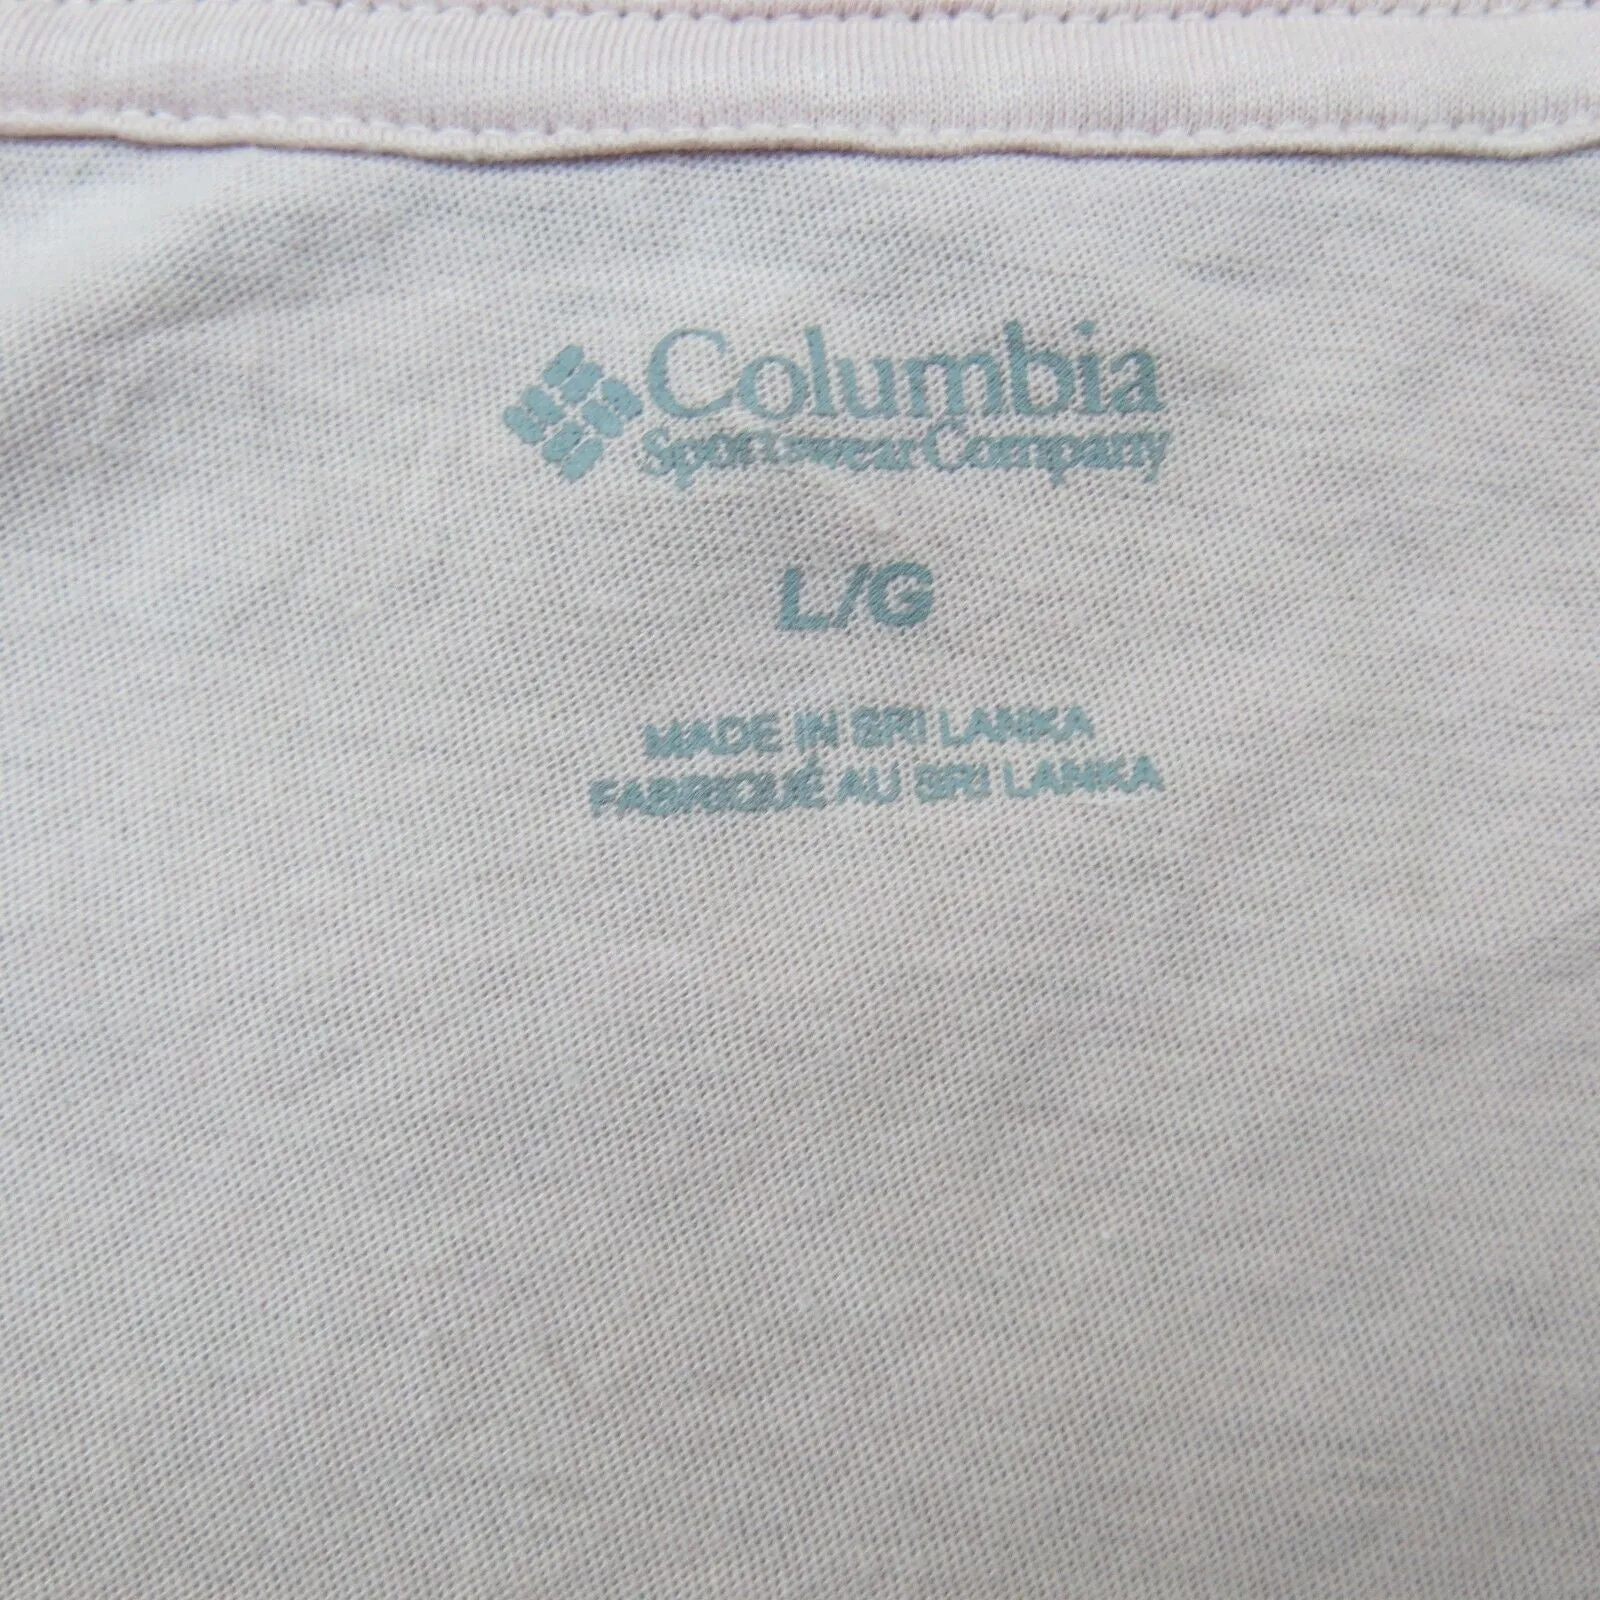 Columbia
Sportswear Company
L/G
MADE IN SRI LANKA
FABRIQUÉ AU SRI LANKA